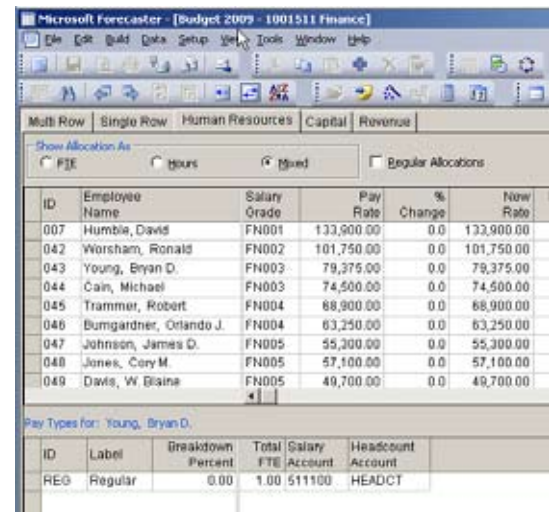 Microsoft Forecaster - [Budget 2009 - 1001511 Finance]
File Edit Build Data Setup View Tools Window Help
Multi Row Single Row Human Resources Capital Revenue
Show Allocation As
FTE Hours Mixed Regular Allocations
ID Employee Name Salary Grade Pay Rate % Change New Rate
007 Humble, David FN001 133,900.00 0.0 133,900.00
042 Worsham, Ronald FN002 101,750.00 0.0 101,750.00
043 Young, Bryan D. FN003 79,375.00 0.0 79,375.00
044 Cain, Michael FN003 74,500.00 0.0 74,500.00
045 Trammer, Robert FN004 68,900.00 0.0 68,900.00
046 Bumgardner, Orlando J. FN004 63,250.00 0.0 63,250.00
047 Johnson, James D. FN005 55,300.00 0.0 55,300.00
048 Jones, Cory M. FN005 57,100.00 0.0 57,100.00
049 Davis, W. Blaine FN005 49,700.00 0.0 49,700.00
Pay Types for: Young, Bryan D.
ID Label Breakdown Percent Total FTE Salary Account Headcount Account
REG Regular 0.00 1.00 511100 HEADCT